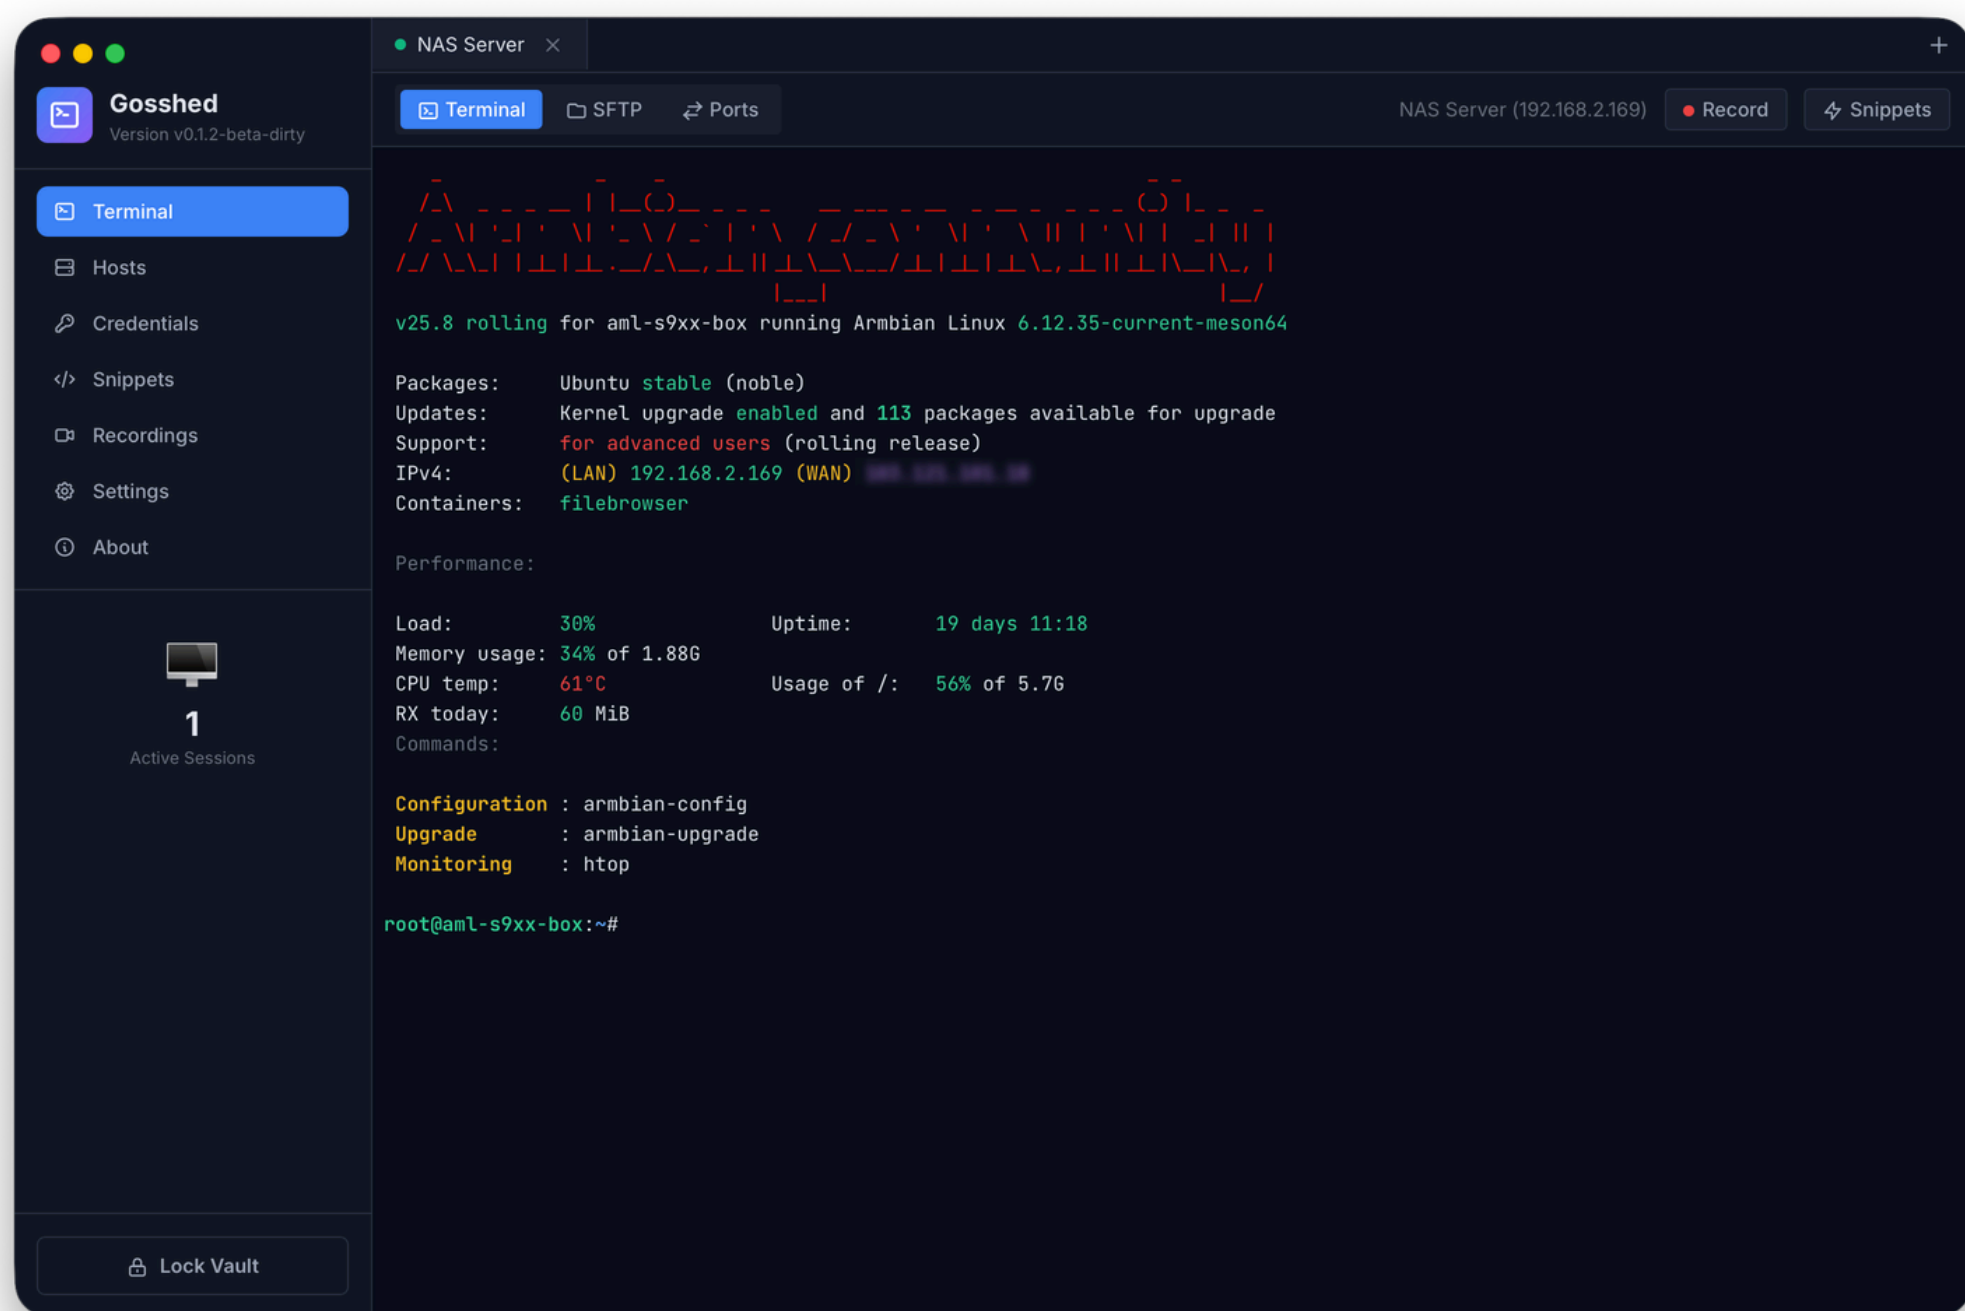 NAS Server
Gosshed
Version v0.1.2-beta-dirty
Terminal
SFTP
Ports
NAS Server (192.168.2.169)
Record
Snippets
Terminal
Hosts
Credentials
Snippets
Recordings
Settings
About
1
Active Sessions
Lock Vault
Armbian community
v25.8 rolling for aml-s9xx-box running Armbian Linux 6.12.35-current-meson64
Packages: Ubuntu stable (noble)
Updates: Kernel upgrade enabled and 113 packages available for upgrade
Support: for advanced users (rolling release)
IPv4: (LAN) 192.168.2.169 (WAN)
Containers: filebrowser
Performance:
Load: 30% Uptime: 19 days 11:18
Memory usage: 34% of 1.88G
CPU temp: 61°C Usage of /: 56% of 5.7G
RX today: 60 MiB
Commands:
Configuration : armbian-config
Upgrade : armbian-upgrade
Monitoring : htop
root@aml-s9xx-box:~#